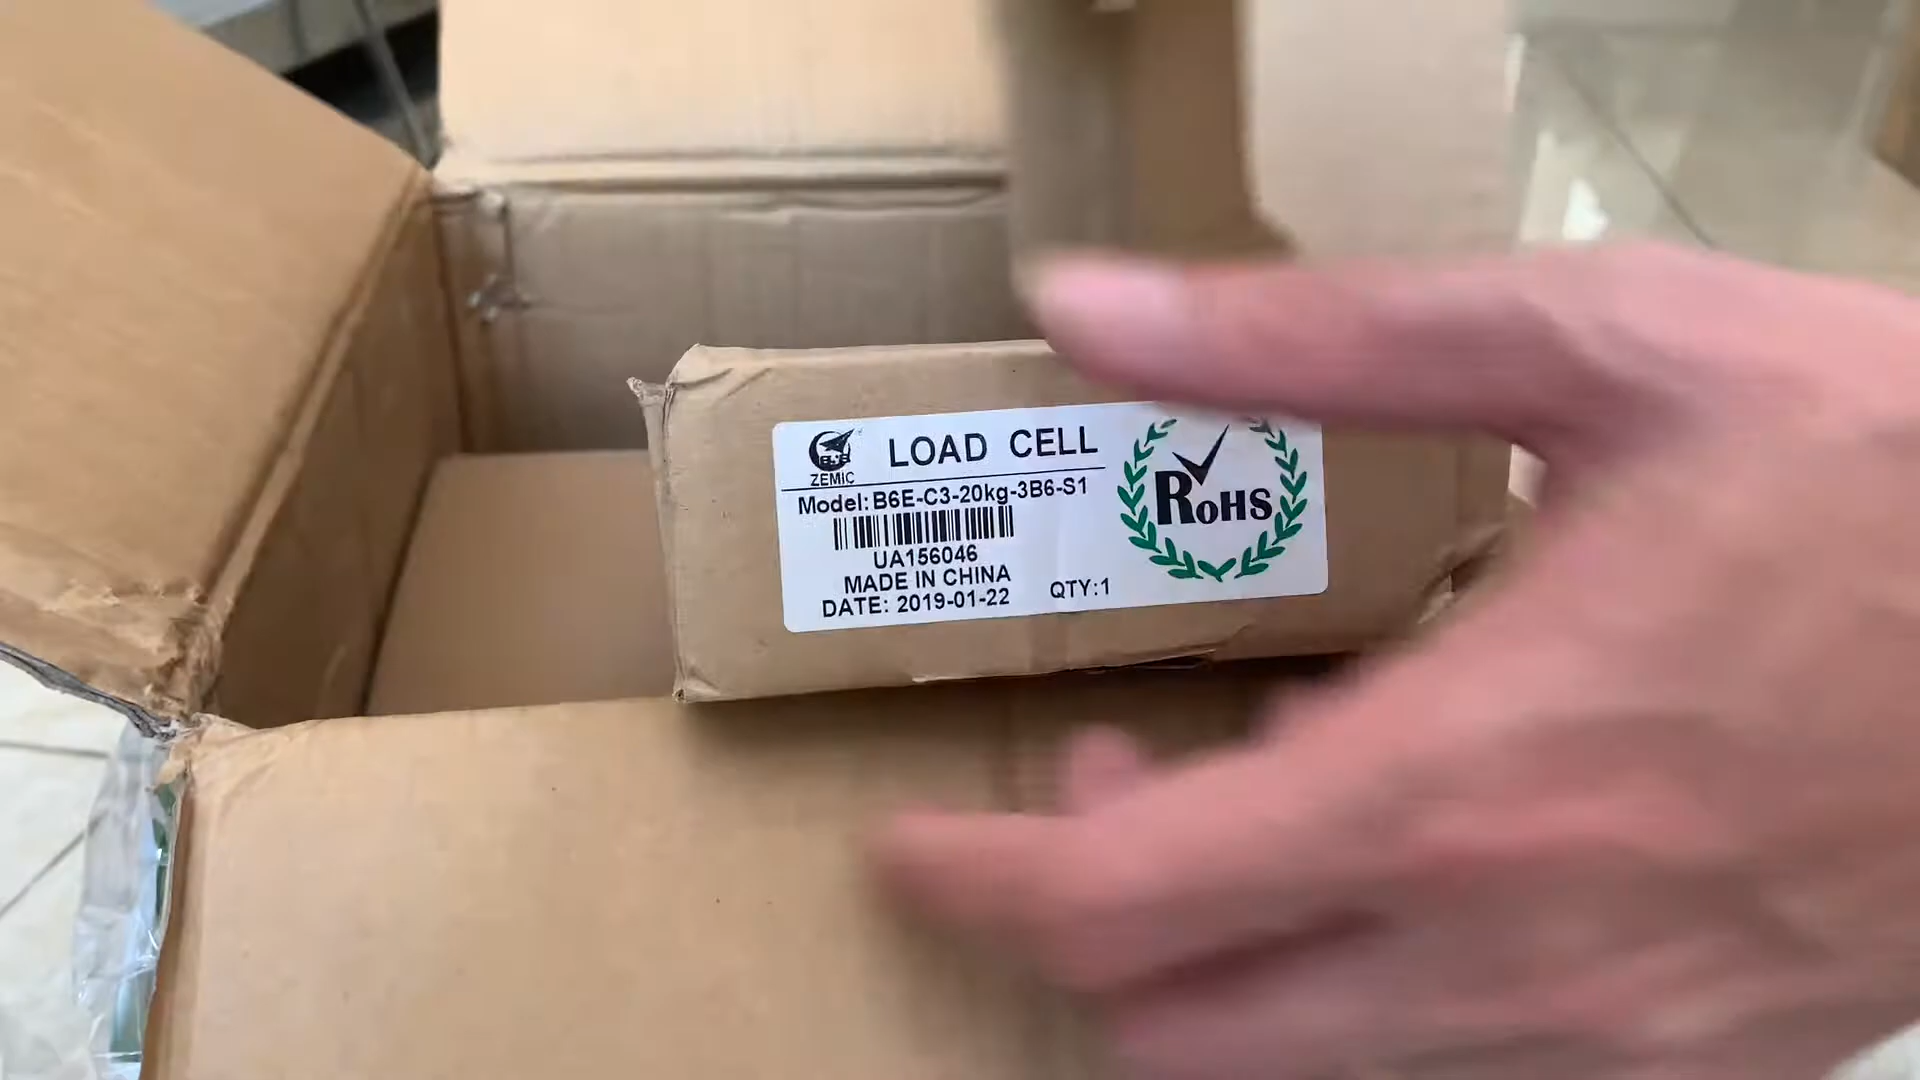 LOAD CELL
ZEMIC
Model: B6E-C3-20kg-3B6-S1
UA156046
MADE IN CHINA
DATE: 2019-01-22 QTY:1
RoHS